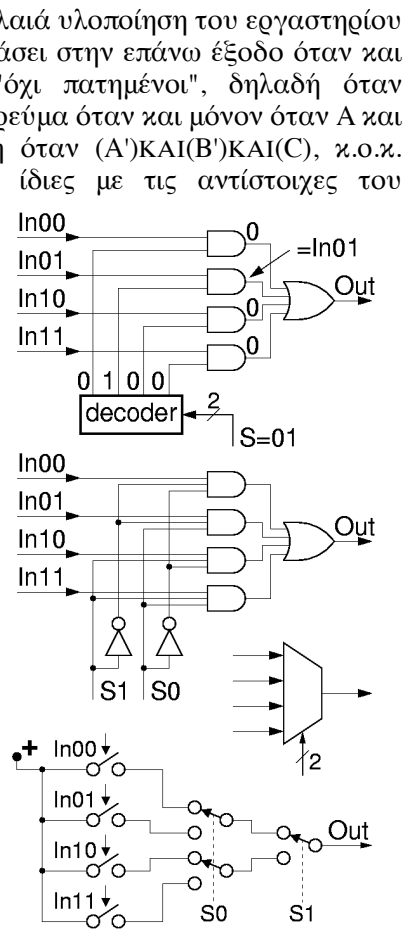 λαιά υλοποίηση του εργαστηρίου
άσει στην επάνω έξοδο όταν και
"όχι πατημένοι", δηλαδή όταν
ρεύμα όταν και μόνον όταν A και
όταν (A')ΚΑΙ(B')ΚΑΙ(C), κ.ο.κ.
ίδιες με τις αντίστοιχες του
In00
0
=In01
In01
Out
In10
0
In11
0
0 1 0 0
decoder
2
S=01
In00
In01
Out
In10
In11
S1 S0
2
+
In00
In01
Out
In10
In11
S0 S1